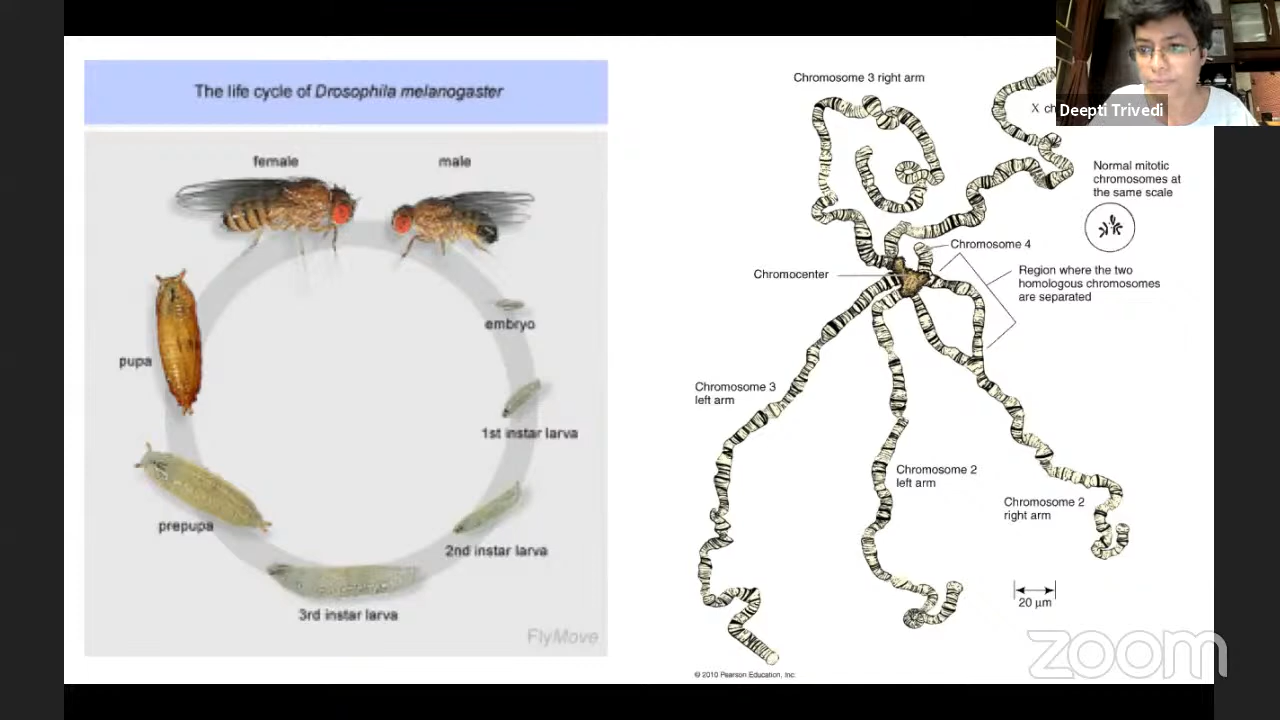 The life cycle of Drosophila melanogaster
female
male
embryo
pupa
1st instar larva
prepupa
2nd instar larva
3rd instar larva
FlyMove
Chromosome 3 right arm
X ch
Deepti Trivedi
Normal mitotic
chromosomes at
the same scale
Chromosome 4
Chromocenter
Region where the two
homologous chromosomes
are separated
Chromosome 3
left arm
Chromosome 2
left arm
Chromosome 2
right arm
20 µm
© 2010 Pearson Education, Inc.
zoom